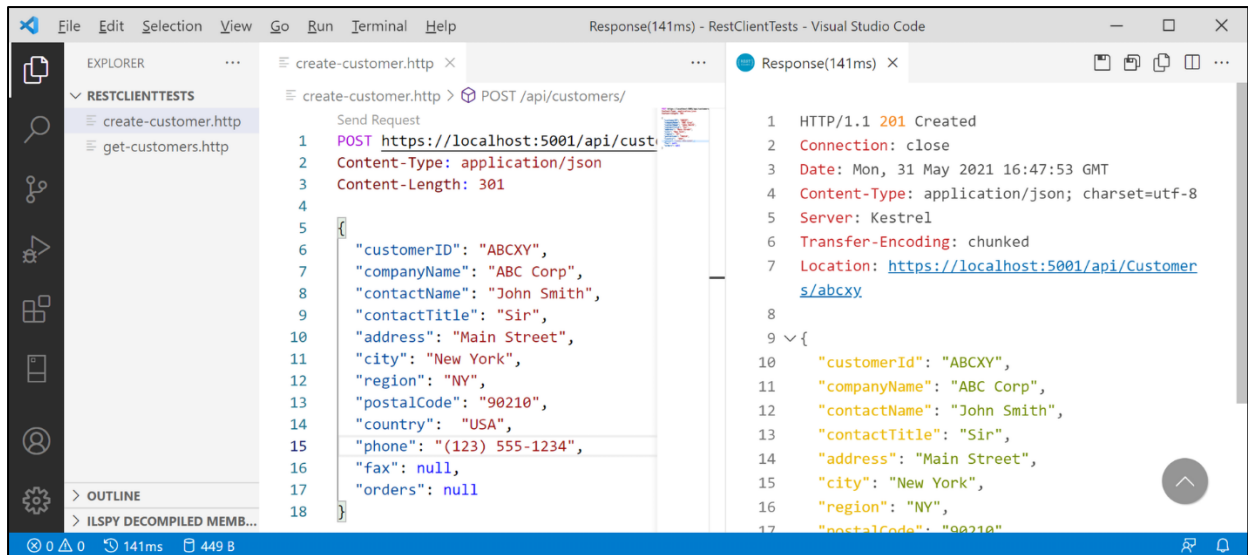 File Edit Selection View Go Run Terminal Help Response(141ms) - RestClientTests - Visual Studio Code
EXPLORER ...
RESTCLIENTTESTS
create-customer.http
get-customers.http
OUTLINE
ILSPY DECOMPILED MEMB...
create-customer.http
create-customer.http > POST /api/customers/
Send Request
1 POST https://localhost:5001/api/cust
2 Content-Type: application/json
3 Content-Length: 301
4
5 {
6 "customerID": "ABCXY",
7 "companyName": "ABC Corp",
8 "contactName": "John Smith",
9 "contactTitle": "Sir",
10 "address": "Main Street",
11 "city": "New York",
12 "region": "NY",
13 "postalCode": "90210",
14 "country":  "USA",
15 "phone": "(123) 555-1234",
16 "fax": null,
17 "orders": null
18 }
Response(141ms)
1 HTTP/1.1 201 Created
2 Connection: close
3 Date: Mon, 31 May 2021 16:47:53 GMT
4 Content-Type: application/json; charset=utf-8
5 Server: Kestrel
6 Transfer-Encoding: chunked
7 Location: https://localhost:5001/api/Customer
s/abcxy
8
9 {
10 "customerId": "ABCXY",
11 "companyName": "ABC Corp",
12 "contactName": "John Smith",
13 "contactTitle": "Sir",
14 "address": "Main Street",
15 "city": "New York",
16 "region": "NY",
17 "postalCode": "90210"
0 0 141ms 449 B